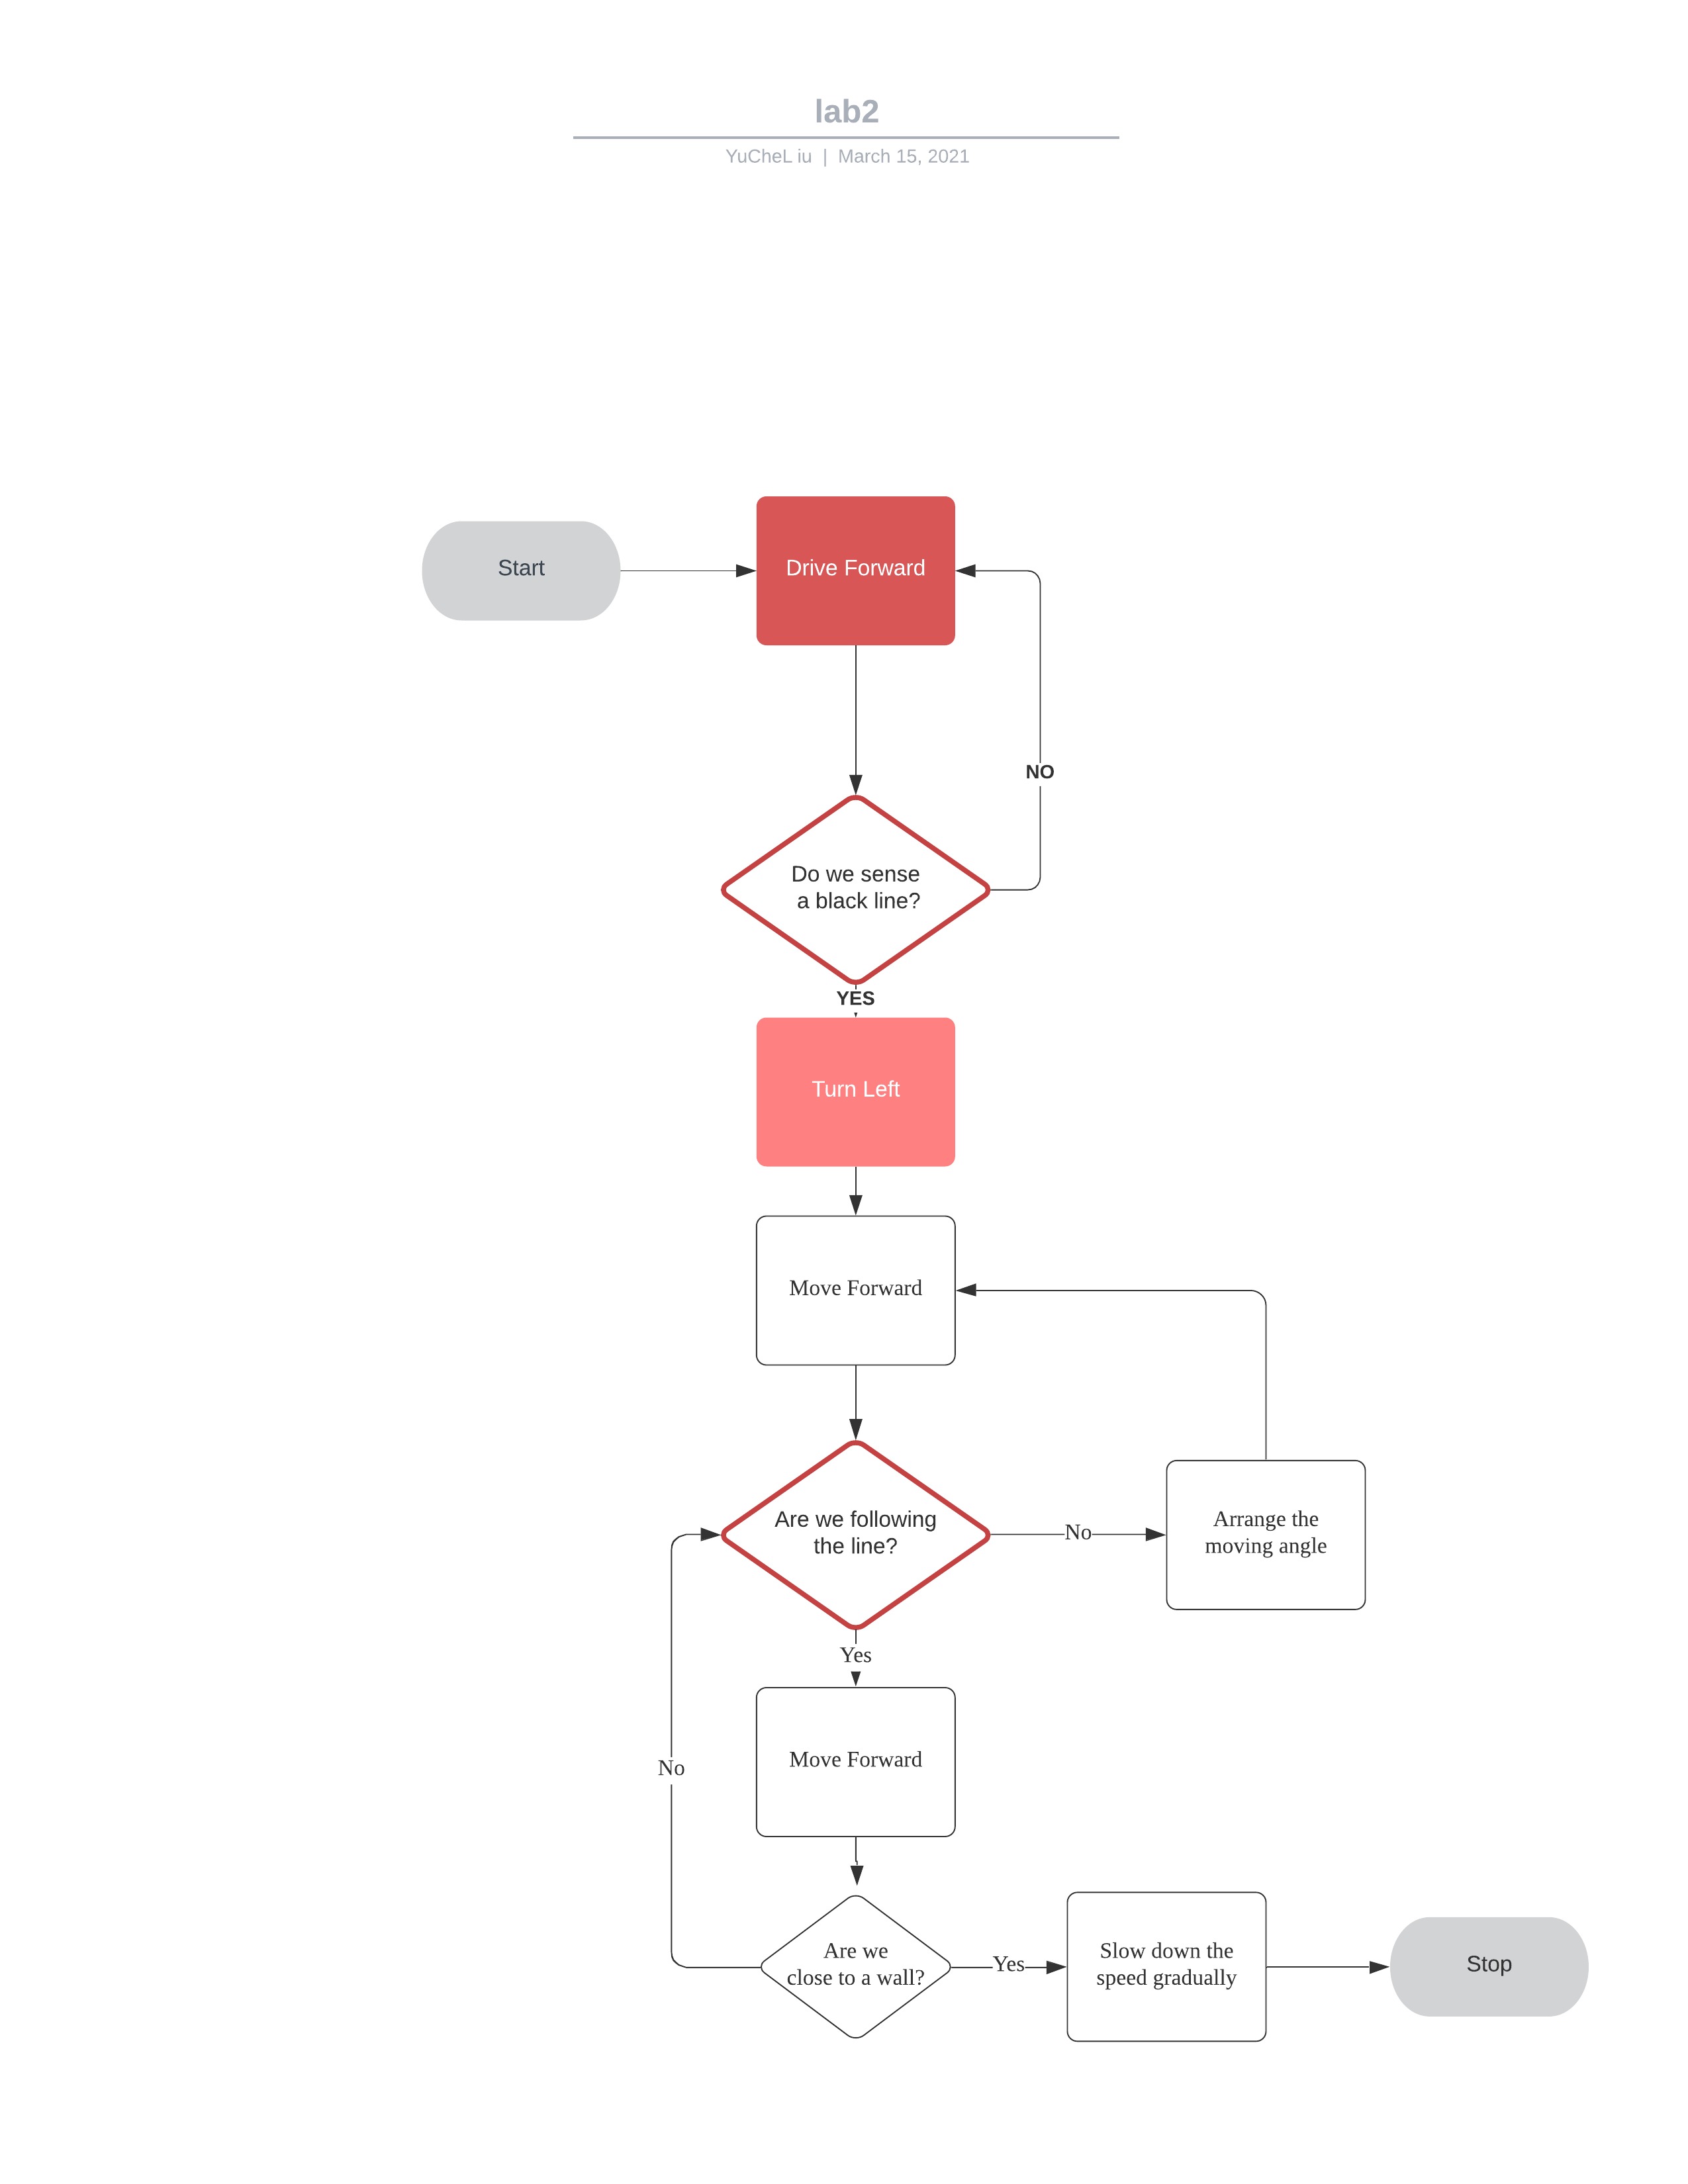 lab2
YuCheL iu | March 15, 2021
Start
Drive Forward
NO
Do we sense
a black line?
YES
Turn Left
Move Forward
Are we following
the line?
No
Arrange the
moving angle
Yes
Move Forward
No
Are we
close to a wall?
Yes
Slow down the
speed gradually
Stop